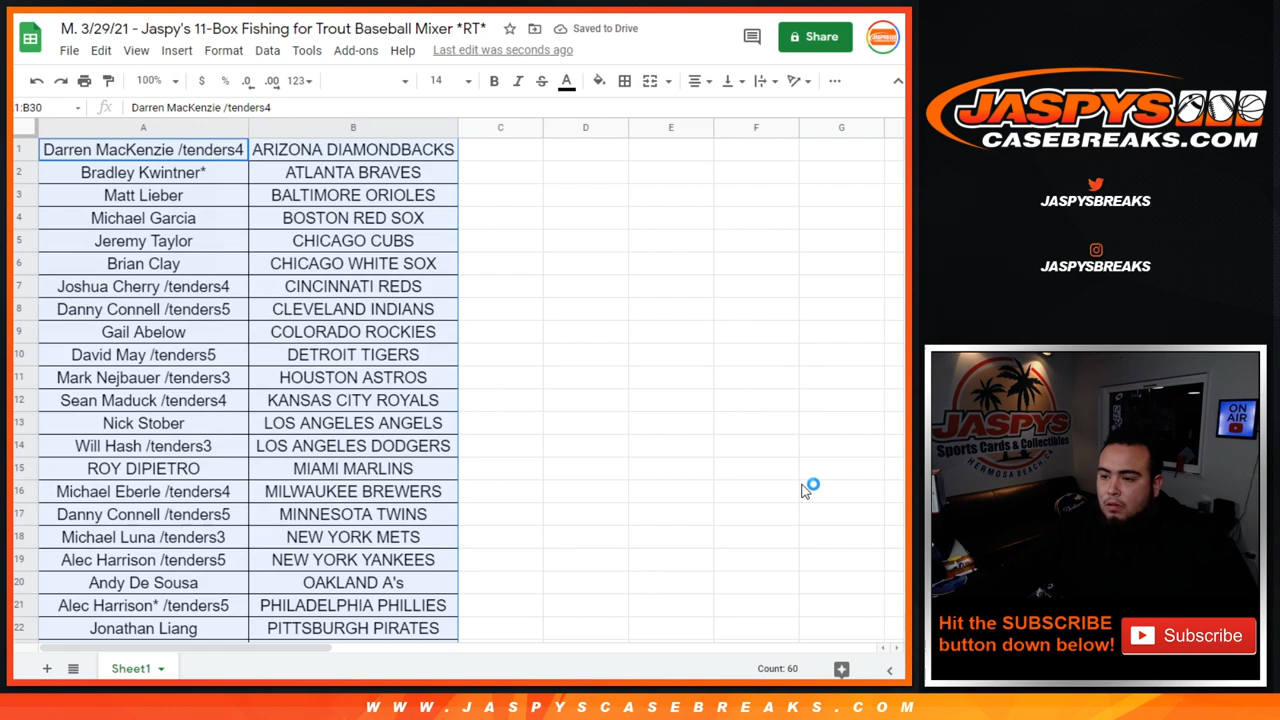 M. 3/29/21 - Jaspy's 11-Box Fishing for Trout Baseball Mixer *RT*
Saved to Drive
Share
File Edit View Insert Format Data Tools Add-ons Help Last edit was seconds ago
100% $ % .0 .00 123 14 B I S A
1:B30 fx Darren MacKenzie /tenders4
A B C D E F G
1 Darren MacKenzie /tenders4 ARIZONA DIAMONDBACKS
2 Bradley Kwintner* ATLANTA BRAVES
3 Matt Lieber BALTIMORE ORIOLES
4 Michael Garcia BOSTON RED SOX
5 Jeremy Taylor CHICAGO CUBS
6 Brian Clay CHICAGO WHITE SOX
7 Joshua Cherry /tenders4 CINCINNATI REDS
8 Danny Connell /tenders5 CLEVELAND INDIANS
9 Gail Abelow COLORADO ROCKIES
10 David May /tenders5 DETROIT TIGERS
11 Mark Nejbauer /tenders3 HOUSTON ASTROS
12 Sean Maduck /tenders4 KANSAS CITY ROYALS
13 Nick Stober LOS ANGELES ANGELS
14 Will Hash /tenders3 LOS ANGELES DODGERS
15 ROY DIPIETRO MIAMI MARLINS
16 Michael Eberle /tenders4 MILWAUKEE BREWERS
17 Danny Connell /tenders5 MINNESOTA TWINS
18 Michael Luna /tenders3 NEW YORK METS
19 Alec Harrison /tenders5 NEW YORK YANKEES
20 Andy De Sousa OAKLAND A's
21 Alec Harrison* /tenders5 PHILADELPHIA PHILLIES
22 Jonathan Liang PITTSBURGH PIRATES
Sheet1
Count: 60
JASPYS
CASEBREAKS.COM
JASPYSBREAKS
JASPYSBREAKS
JASPYS
Sports Cards & Collectibles
HERMOSA BEACH, CA
ON
AIR
Hit the SUBSCRIBE
button down below!
Subscribe
WWW.JASPYSCASEBREAKS.COM